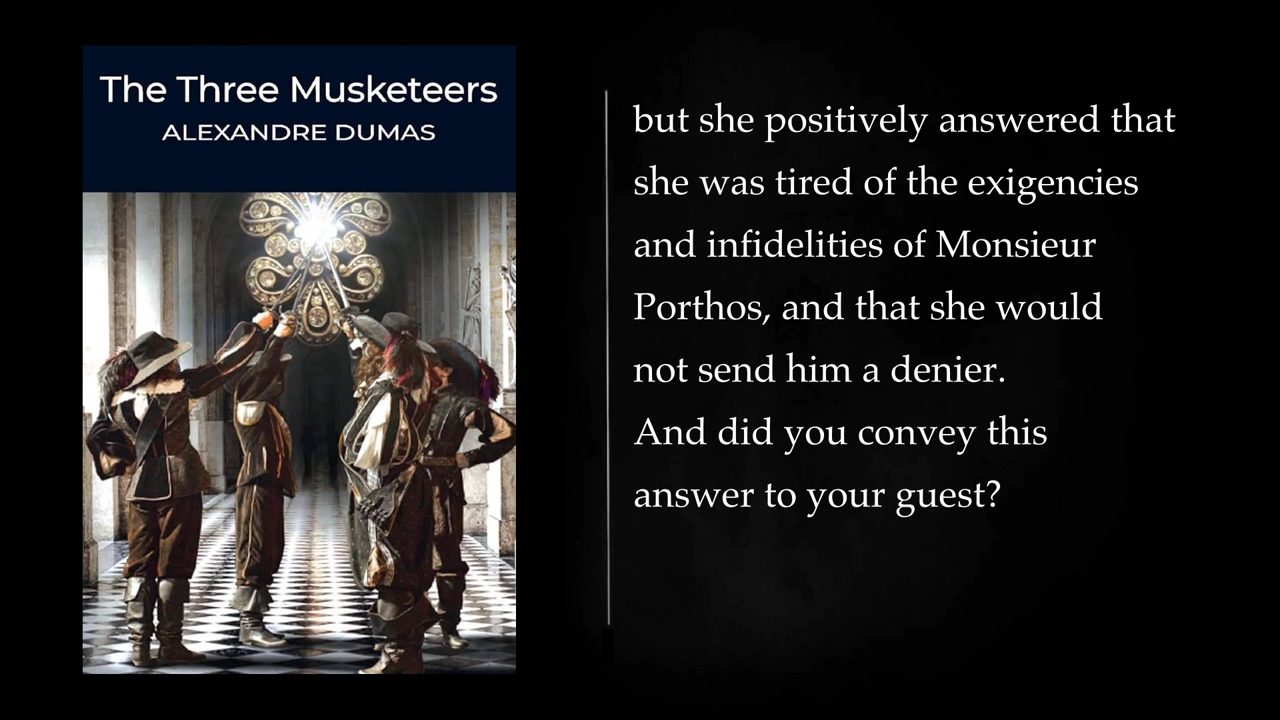 The Three Musketeers
ALEXANDRE DUMAS
but she positively answered that
she was tired of the exigencies
and infidelities of Monsieur
Porthos, and that she would
not send him a denier.
And did you convey this
answer to your guest?